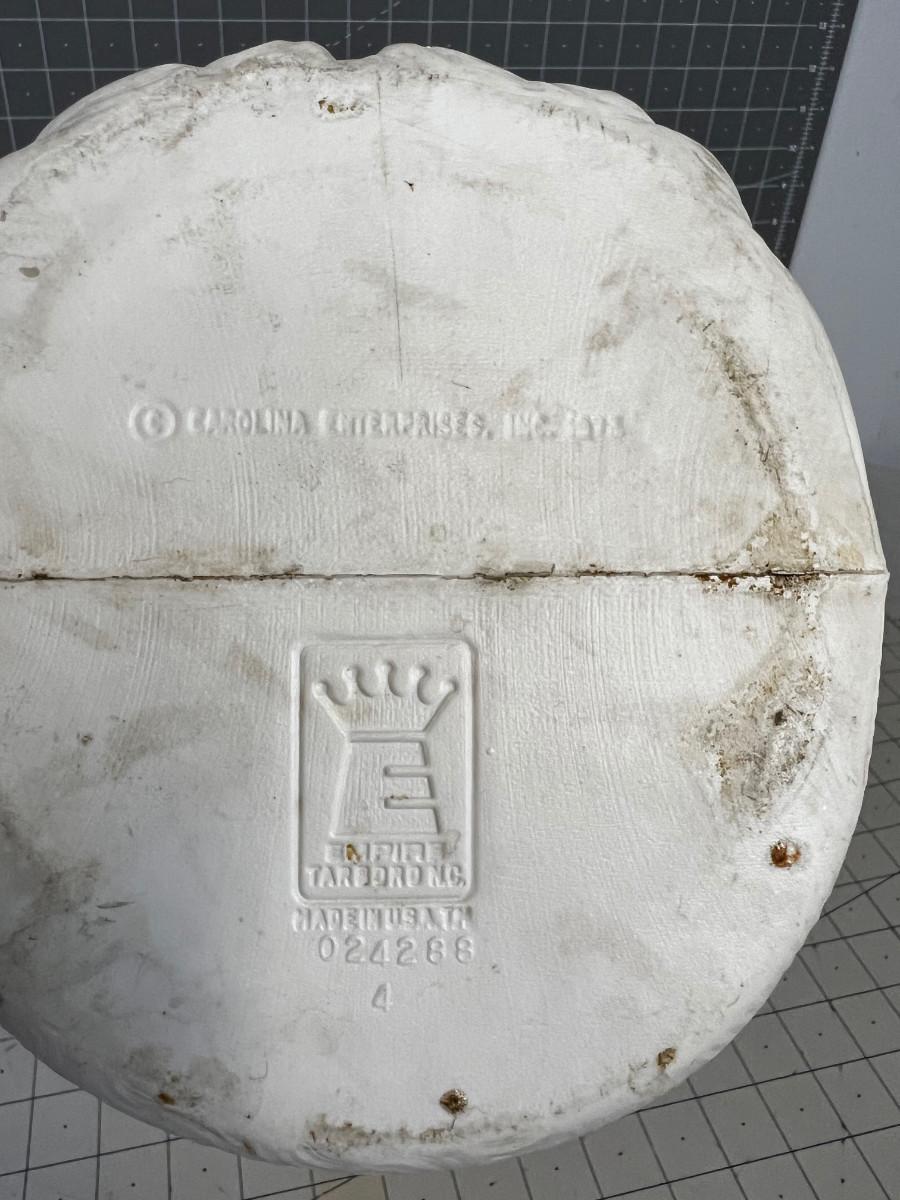 © CAROLINA ENTERPRISES, INC.
E
EMPIRE
TARBORO N.C.
MADE IN U.S.A. TM
024288
4